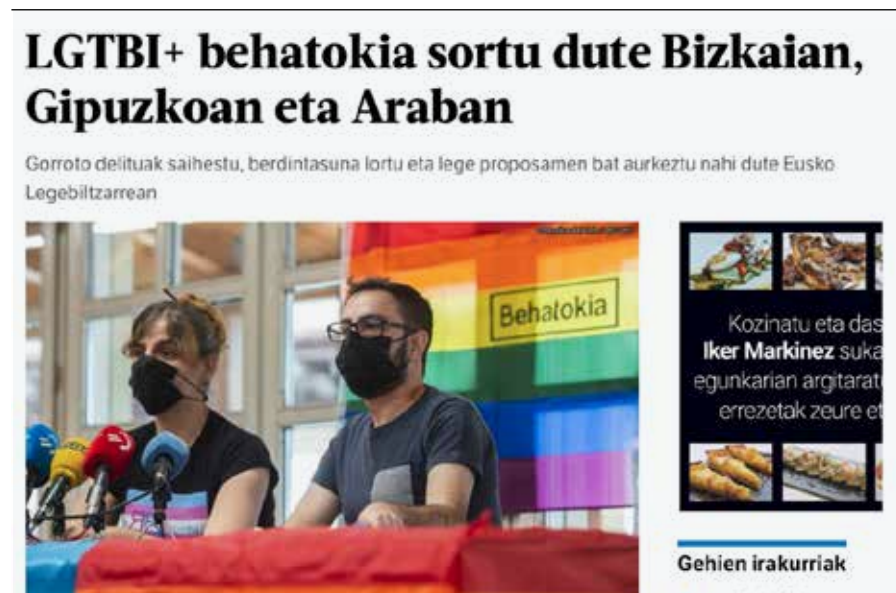 LGTBI+ behatokia sortu dute Bizkaian,
Gipuzkoan eta Araban
Gorroto delituak saihestu, berdintasuna lortu eta lege proposamen bat aurkeztu nahi dute Eusko
Legebiltzarrean
Behatokia
Kozinatu eta das
Iker Markinez suka
egunkarian argitarat
errezetak zeure et
Gehien irakurriak